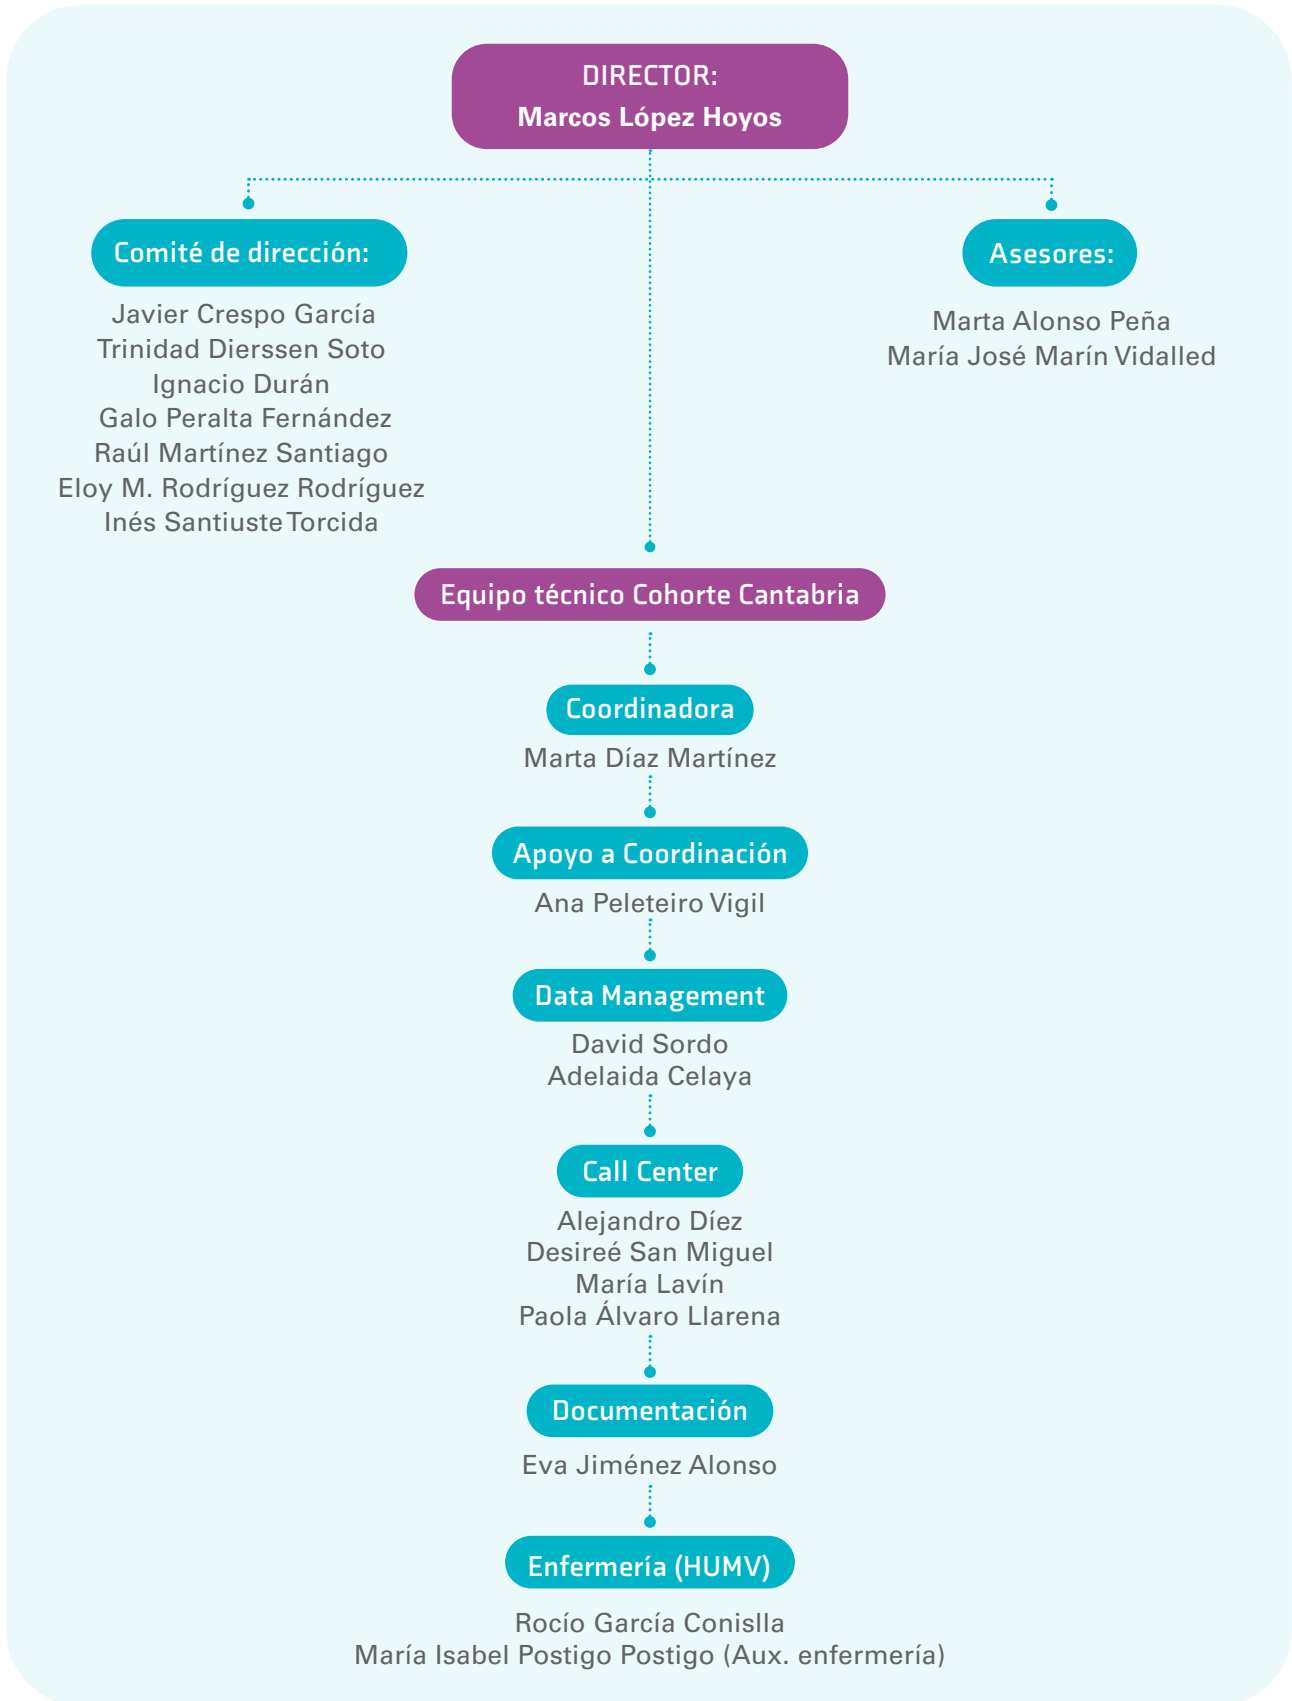 DIRECTOR:
Marcos López Hoyos
Comité de dirección:
Javier Crespo García
Trinidad Dierssen Soto
Ignacio Durán
Galo Peralta Fernández
Raúl Martínez Santiago
Eloy M. Rodríguez Rodríguez
Inés Santiuste Torcida
Asesores:
Marta Alonso Peña
María José Marín Vidalled
Equipo técnico Cohorte Cantabria
Coordinadora
Marta Díaz Martínez
Apoyo a Coordinación
Ana Peleteiro Vigil
Data Management
David Sordo
Adelaida Celaya
Call Center
Alejandro Díez
Desireé San Miguel
María Lavín
Paola Álvaro Llarena
Documentación
Eva Jiménez Alonso
Enfermería (HUMV)
Rocío García Conislla
María Isabel Postigo Postigo (Aux. enfermería)